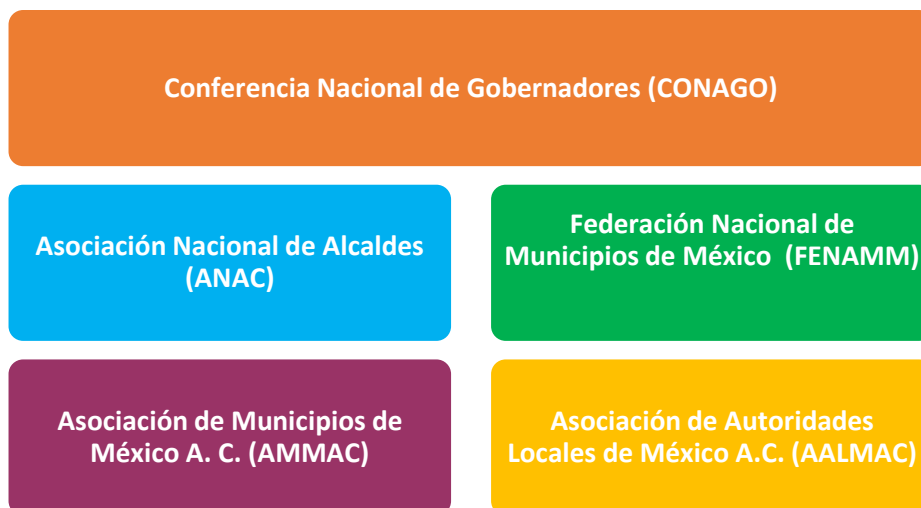 Conferencia Nacional de Gobernadores (CONAGO)
Asociación Nacional de Alcaldes
(ANAC)
Federación Nacional de
Municipios de México  (FENAMM)
Asociación de Municipios de
México A. C. (AMMAC)
Asociación de Autoridades
Locales de México A.C. (AALMAC)